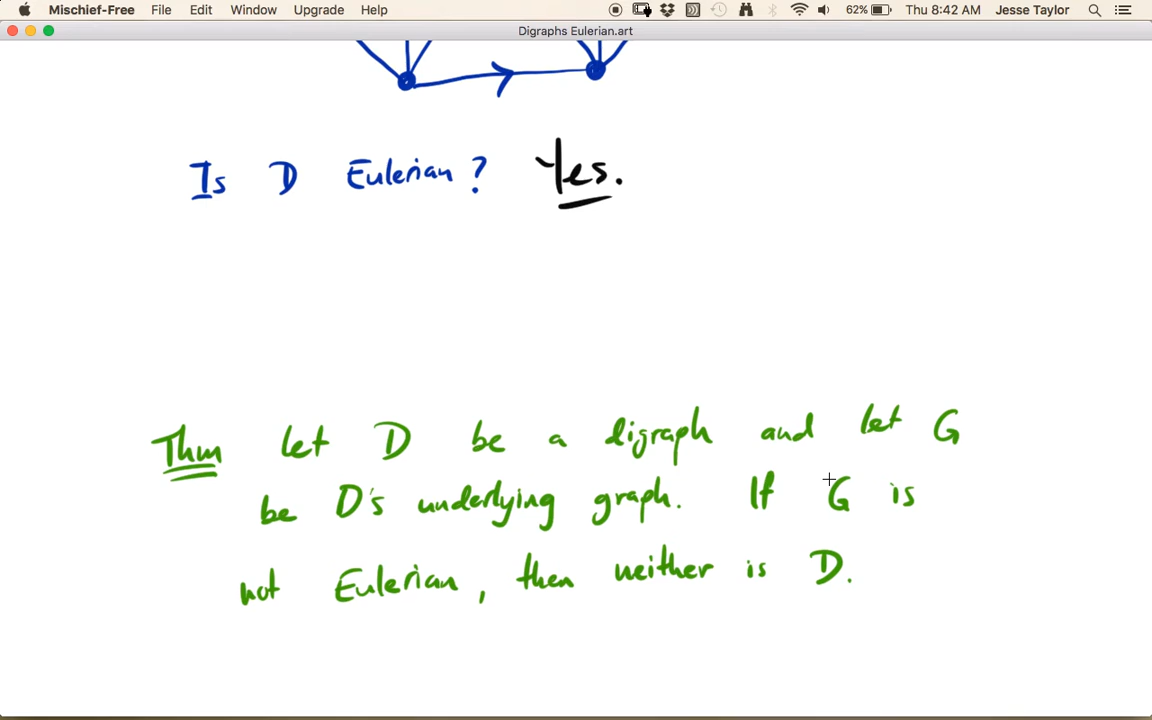 Mischief-Free File Edit Window Upgrade Help 62% Thu 8:42 AM Jesse Taylor
Digraphs Eulerian.art
Is D Eulerian? Yes.
Thm let D be a digraph and let G
be D's underlying graph. If G is
not Eulerian, then neither is D.